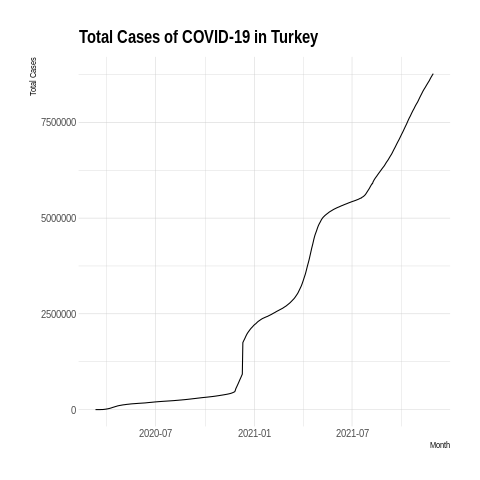 Total Cases of COVID-19 in Turkey
Total Cases
7500000
5000000
2500000
0
2020-07
2021-01
2021-07
Month